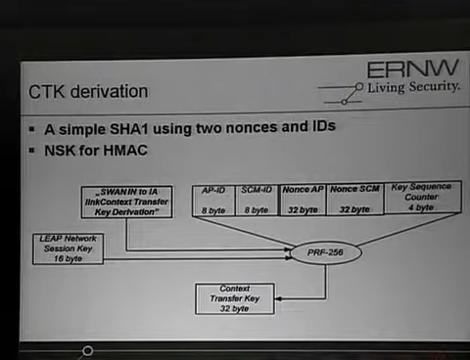 ERNW
Living Security.
CTK derivation
A simple SHA1 using two nonces and IDs
NSK for HMAC
„SWAN IN to IA
linkContext Transfer
Key Derivation"
AP-ID
8 byte
SCM-ID
8 byte
Nonce AP
32 byte
Nonce SCM
32 byte
Key Sequence
Counter
4 byte
LEAP Network
Session Key
16 byte
PRF-256
Context
Transfer Key
32 byte